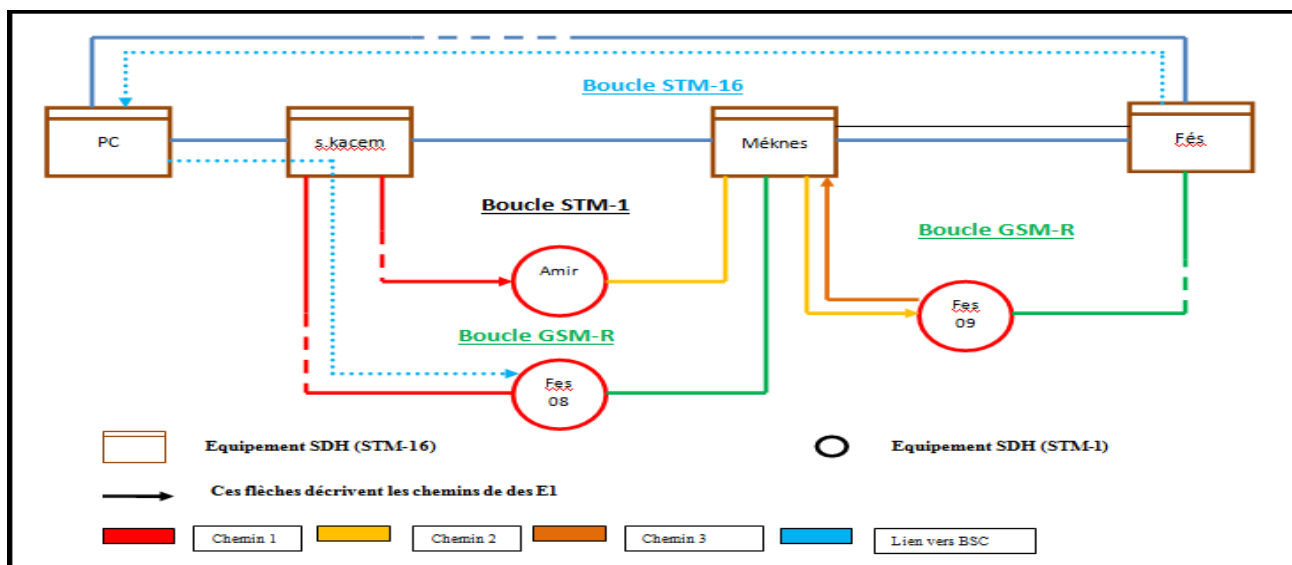 Boucle STM-16
PC
s.kacem
Méknes
Fés
Boucle STM-1
Boucle GSM-R
Amir
Fes
09
Boucle GSM-R
Fes
08
Equipement SDH (STM-16)
Equipement SDH (STM-1)
Ces flèches décrivent les chemins de des E1
Chemin 1
Chemin 2
Chemin 3
Lien vers BSC